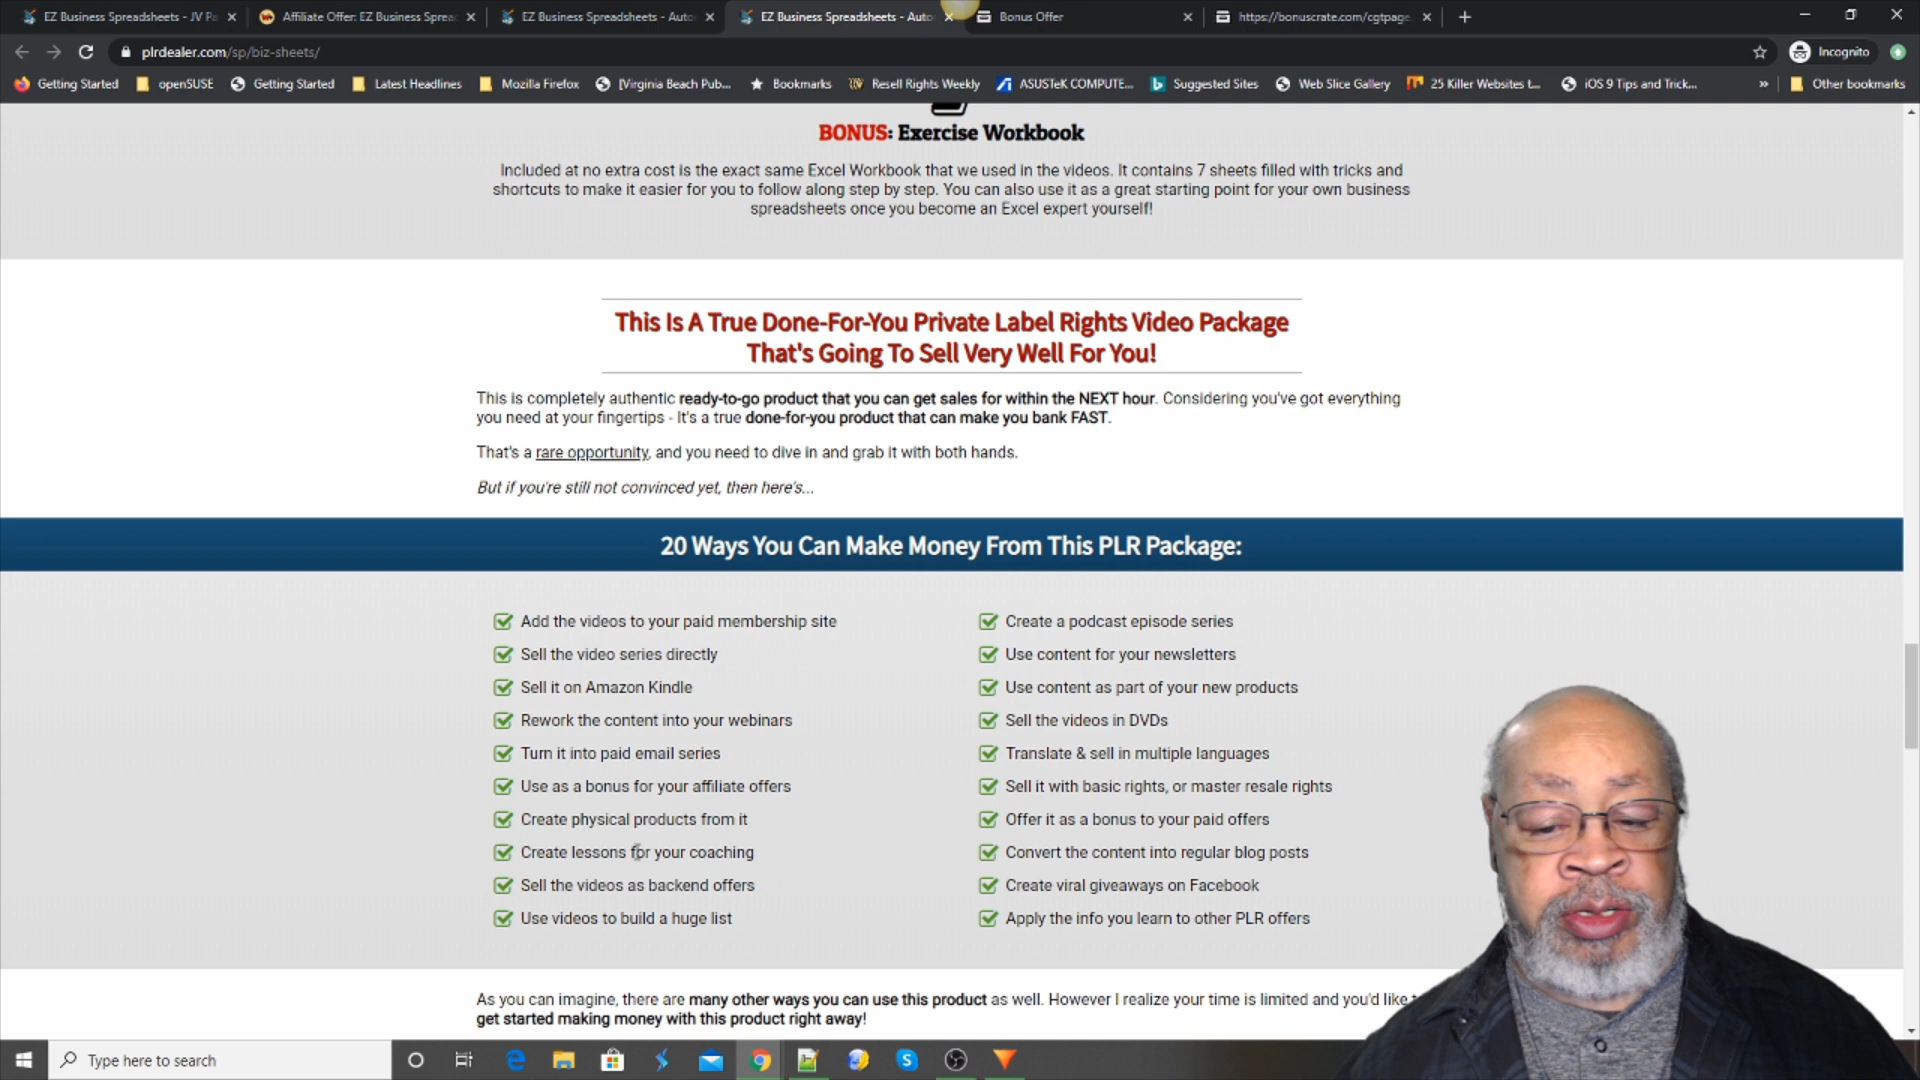 EZ Business Spreadsheets - JV Pa
Affiliate Offer: EZ Business Sprea
EZ Business Spreadsheets - Auto
EZ Business Spreadsheets - Auto
Bonus Offer
https://bonuscrate.com/cgtpage
plrdealer.com/sp/biz-sheets/
Incognito
Getting Started
openSUSE
Getting Started
Latest Headlines
Mozilla Firefox
[Virginia Beach Pub...
Bookmarks
Resell Rights Weekly
ASUSTeK COMPUTE...
Suggested Sites
Web Slice Gallery
25 Killer Websites t...
iOS 9 Tips and Trick...
»
Other bookmarks
BONUS: Exercise Workbook
Included at no extra cost is the exact same Excel Workbook that we used in the videos. It contains 7 sheets filled with tricks and
shortcuts to make it easier for you to follow along step by step. You can also use it as a great starting point for your own business
spreadsheets once you become an Excel expert yourself!
This Is A True Done-For-You Private Label Rights Video Package
That's Going To Sell Very Well For You!
This is completely authentic ready-to-go product that you can get sales for within the NEXT hour. Considering you've got everything
you need at your fingertips - It's a true done-for-you product that can make you bank FAST.
That's a rare opportunity, and you need to dive in and grab it with both hands.
But if you're still not convinced yet, then here's...
20 Ways You Can Make Money From This PLR Package:
Add the videos to your paid membership site
Sell the video series directly
Sell it on Amazon Kindle
Rework the content into your webinars
Turn it into paid email series
Use as a bonus for your affiliate offers
Create physical products from it
Create lessons for your coaching
Sell the videos as backend offers
Use videos to build a huge list
Create a podcast episode series
Use content for your newsletters
Use content as part of your new products
Sell the videos in DVDs
Translate & sell in multiple languages
Sell it with basic rights, or master resale rights
Offer it as a bonus to your paid offers
Convert the content into regular blog posts
Create viral giveaways on Facebook
Apply the info you learn to other PLR offers
As you can imagine, there are many other ways you can use this product as well. However I realize your time is limited and you'd like
get started making money with this product right away!
Type here to search